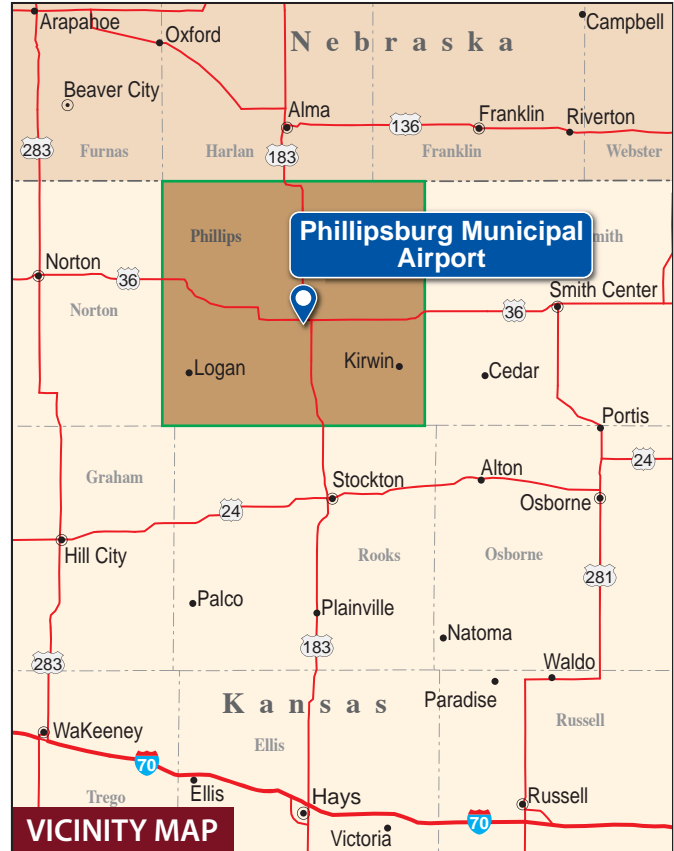 Arapahoe
Oxford
Campbell
Nebraska
Beaver City
Alma
136
Franklin
Riverton
283
Furnas
Harlan
183
Franklin
Webster
Phillips
Phillipsburg Municipal
Airport
Norton
36
Norton
Smith Center
36
Logan
Kirwin
Cedar
Portis
24
Graham
Stockton
Alton
24
Osborne
Hill City
Rooks
Osborne
281
Palco
Plainville
Natoma
183
283
Waldo
Paradise
Kansas
Russell
WaKeeney
Ellis
70
Trego
Ellis
Hays
Russell
70
VICINITY MAP
Victoria